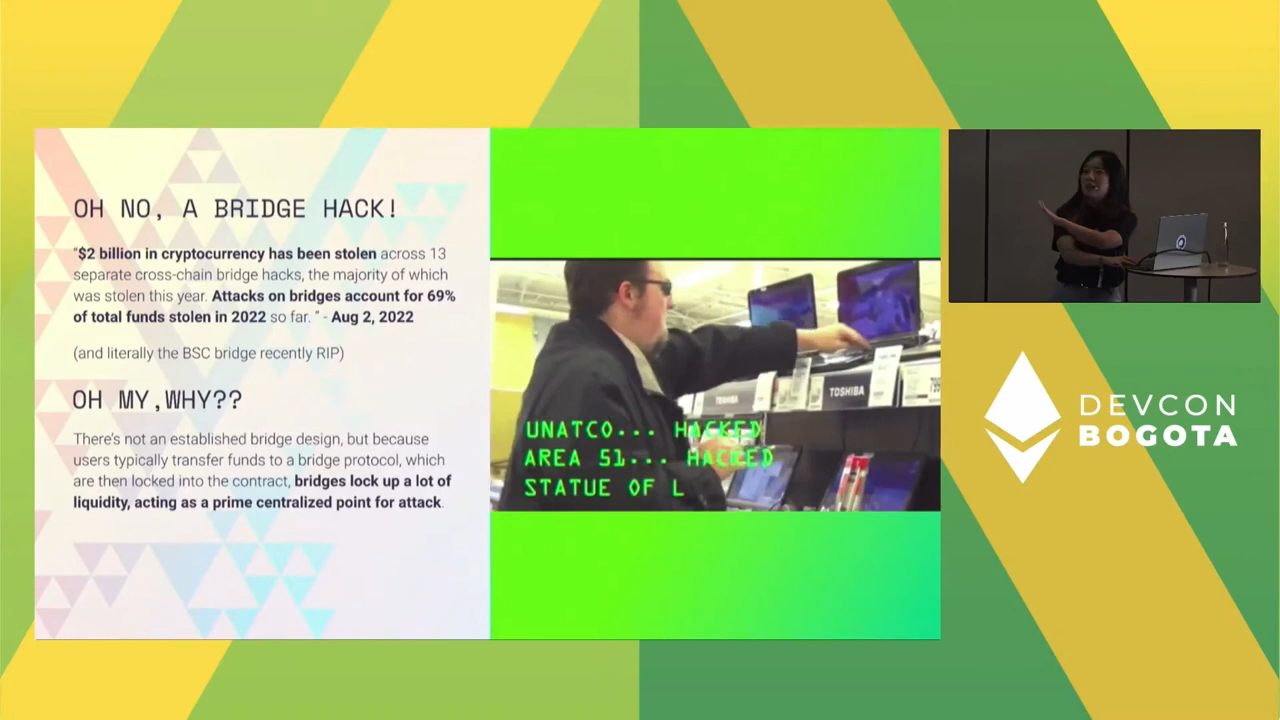 OH NO, A BRIDGE HACK!
"$2 billion in cryptocurrency has been stolen across 13
separate cross-chain bridge hacks, the majority of which
was stolen this year. Attacks on bridges account for 69%
of total funds stolen in 2022 so far. " - Aug 2, 2022
(and literally the BSC bridge recently RIP)
OH MY,WHY??
There's not an established bridge design, but because
users typically transfer funds to a bridge protocol, which
are then locked into the contract, bridges lock up a lot of
liquidity, acting as a prime centralized point for attack.
TOSHIBA
TOSHIBA
UNATCO... HACKED
AREA 51... HACKED
STATUE OF L
DEVCON
BOGOTA